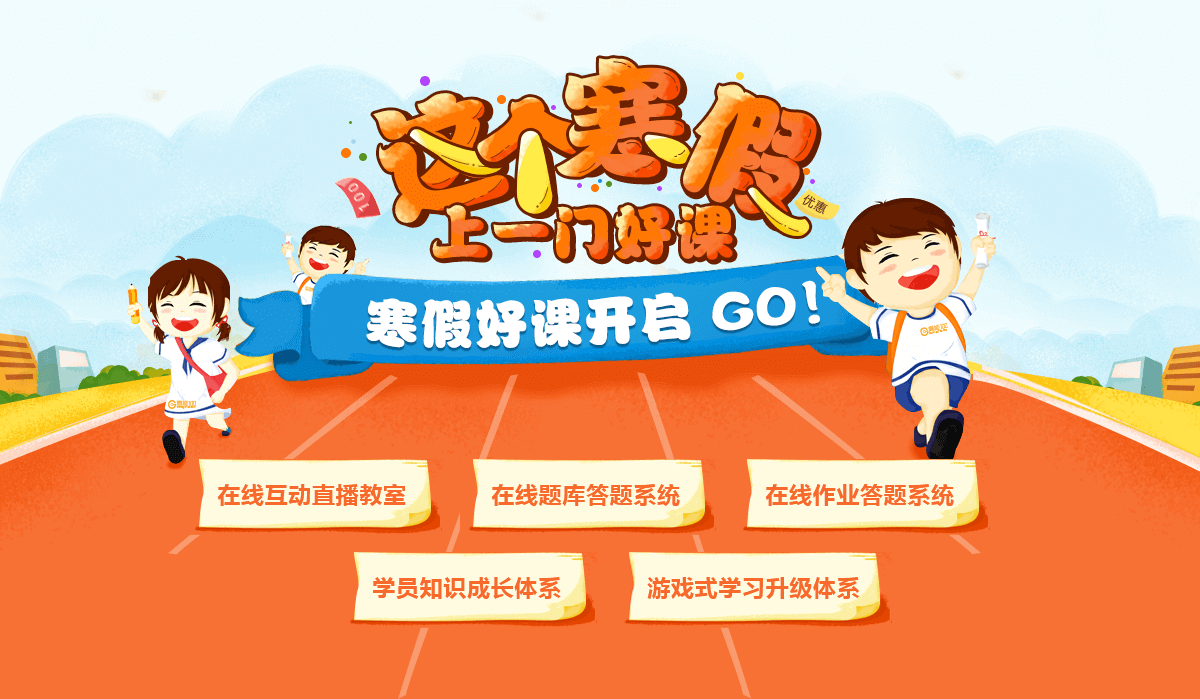 这个寒假
100
优惠
上一门好课
寒假好课开启 GO!
在线互动直播教室
在线题库答题系统
在线作业答题系统
学员知识成长体系
游戏式学习升级体系